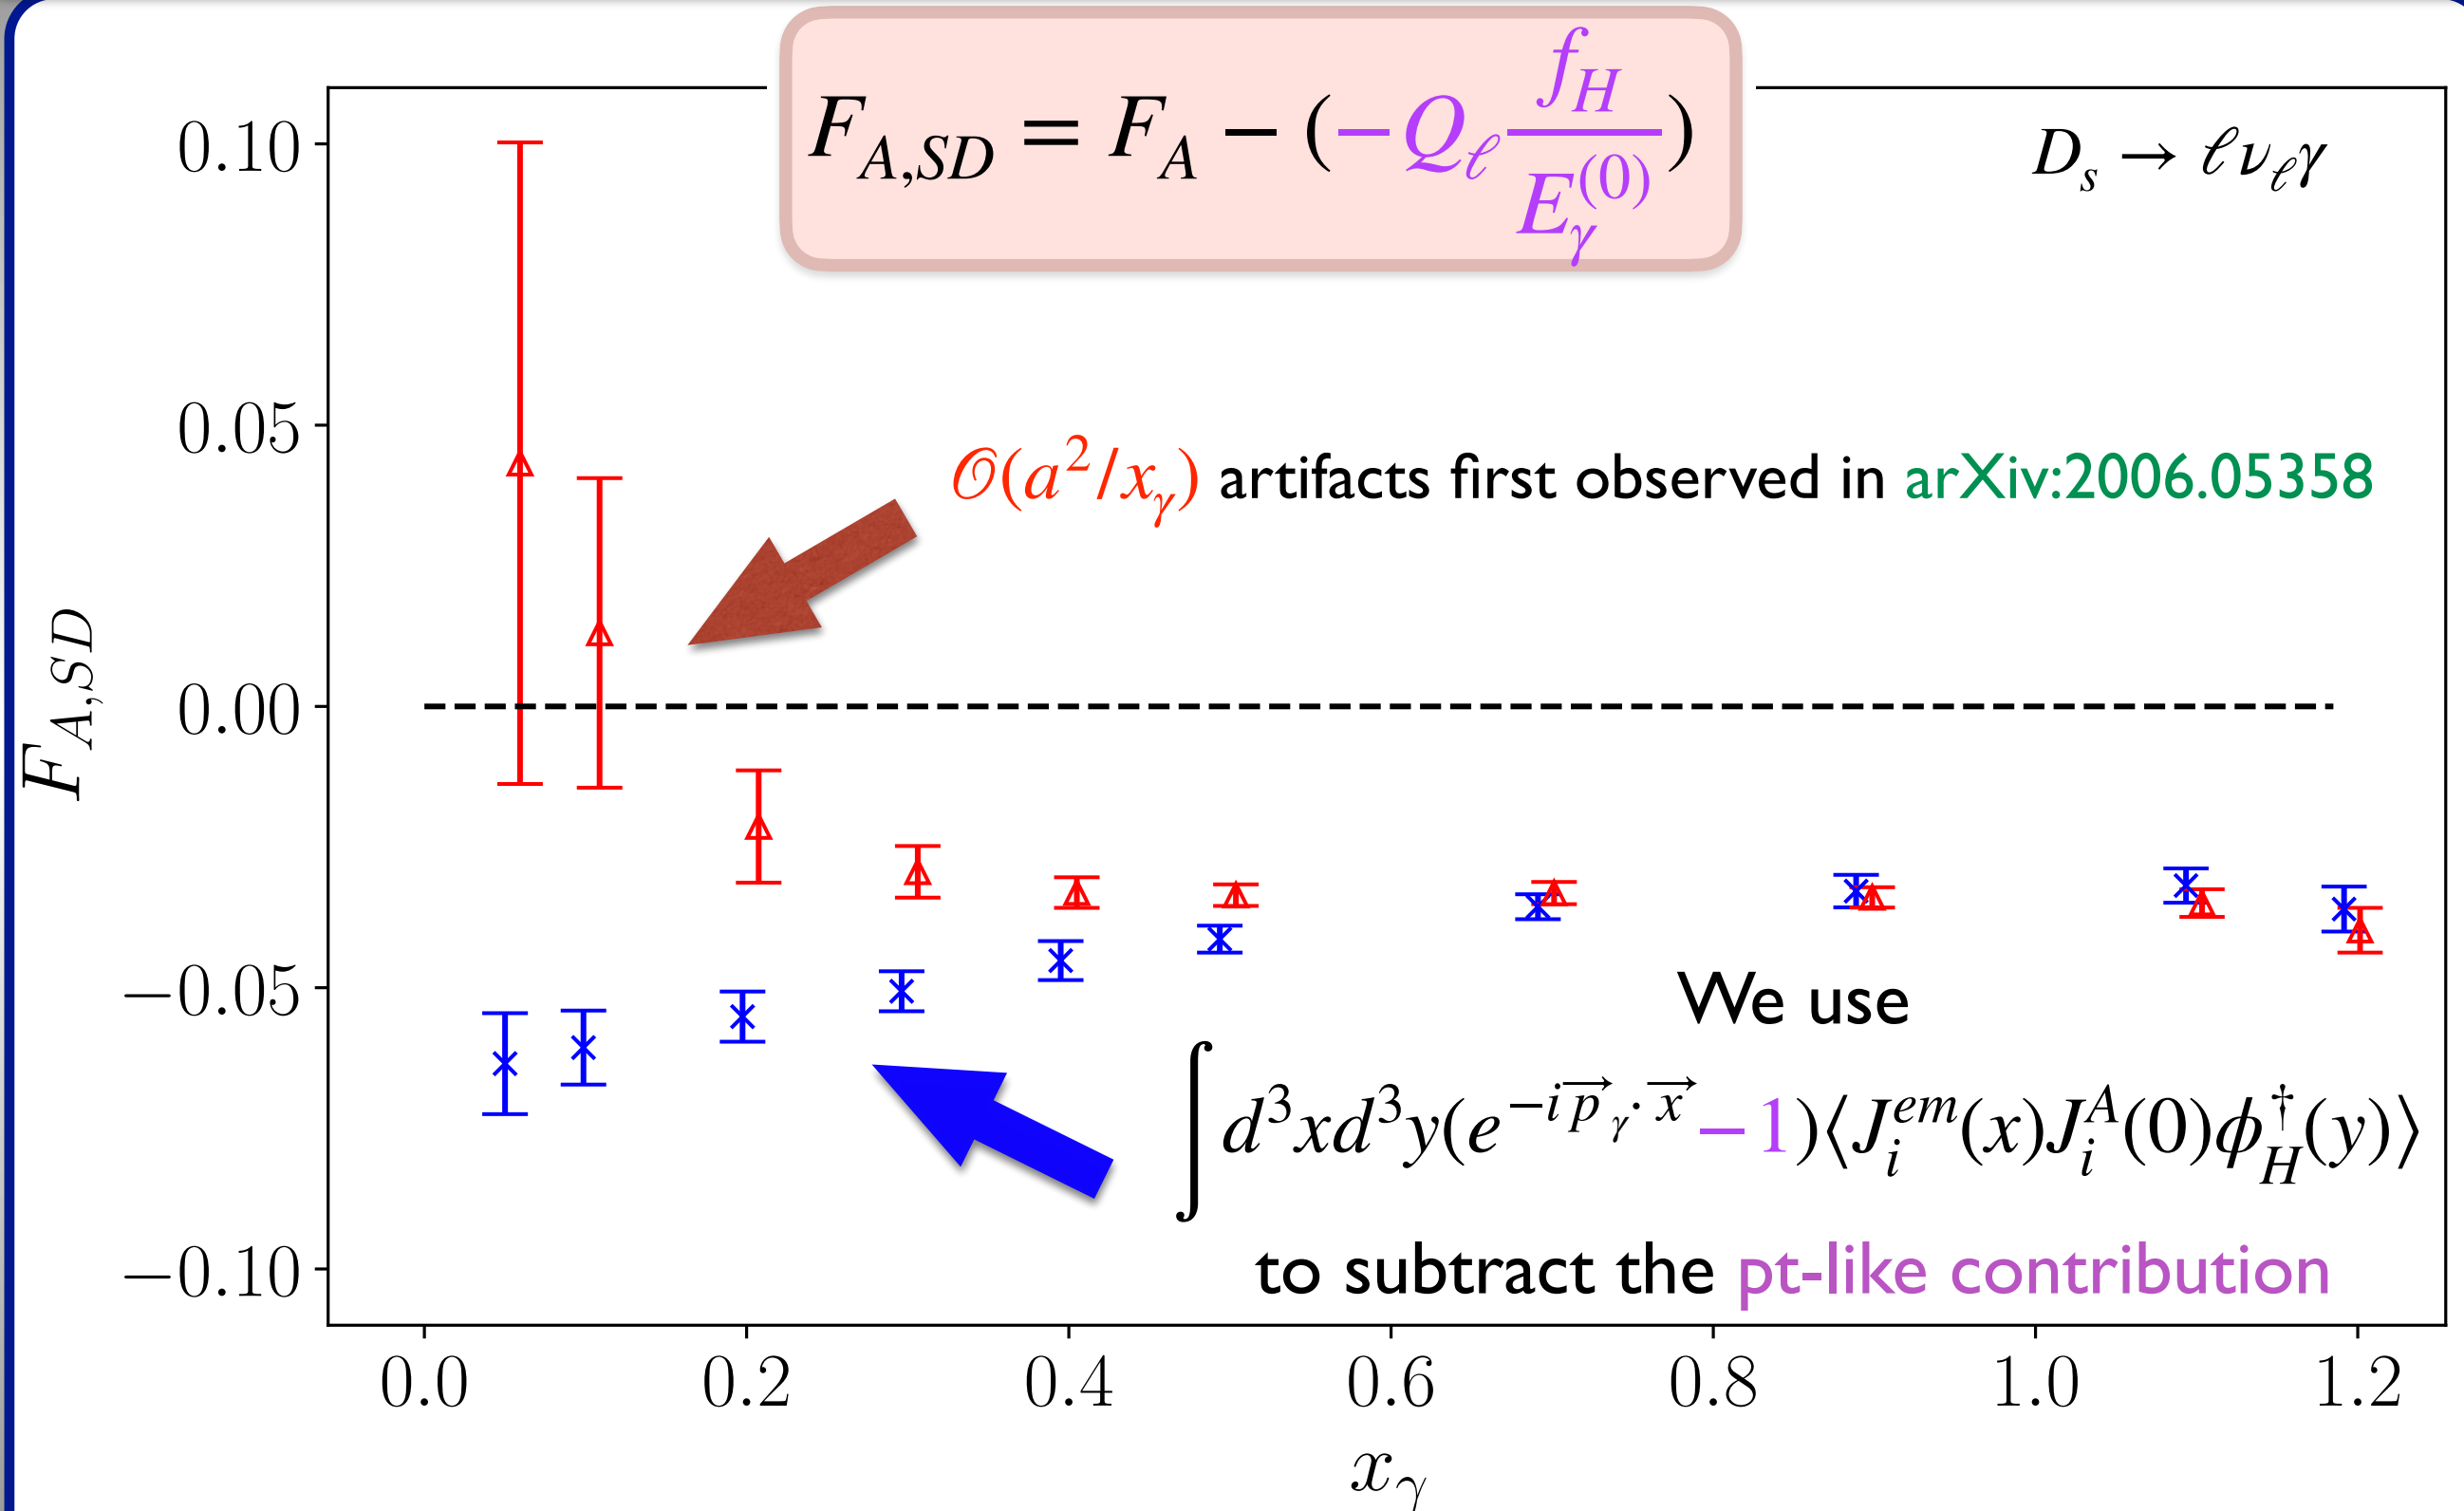 F_{A,SD} = F_A − (−Q_ℓ f_H / E_γ^{(0)})
D_s → ℓν_ℓγ
0.10
0.05
𝒪(a²/x_γ) artifacts first observed in arXiv:2006.05358
0.00
F_{A,SD}
−0.05
We use
∫ d³xd³y(e^{−i p⃗_γ · x⃗} −1)⟨J_i^{em}(x)J_i^A(0)ϕ_H^†(y)⟩
to subtract the pt-like contribution
−0.10
0.0 0.2 0.4 0.6 0.8 1.0 1.2
x_γ